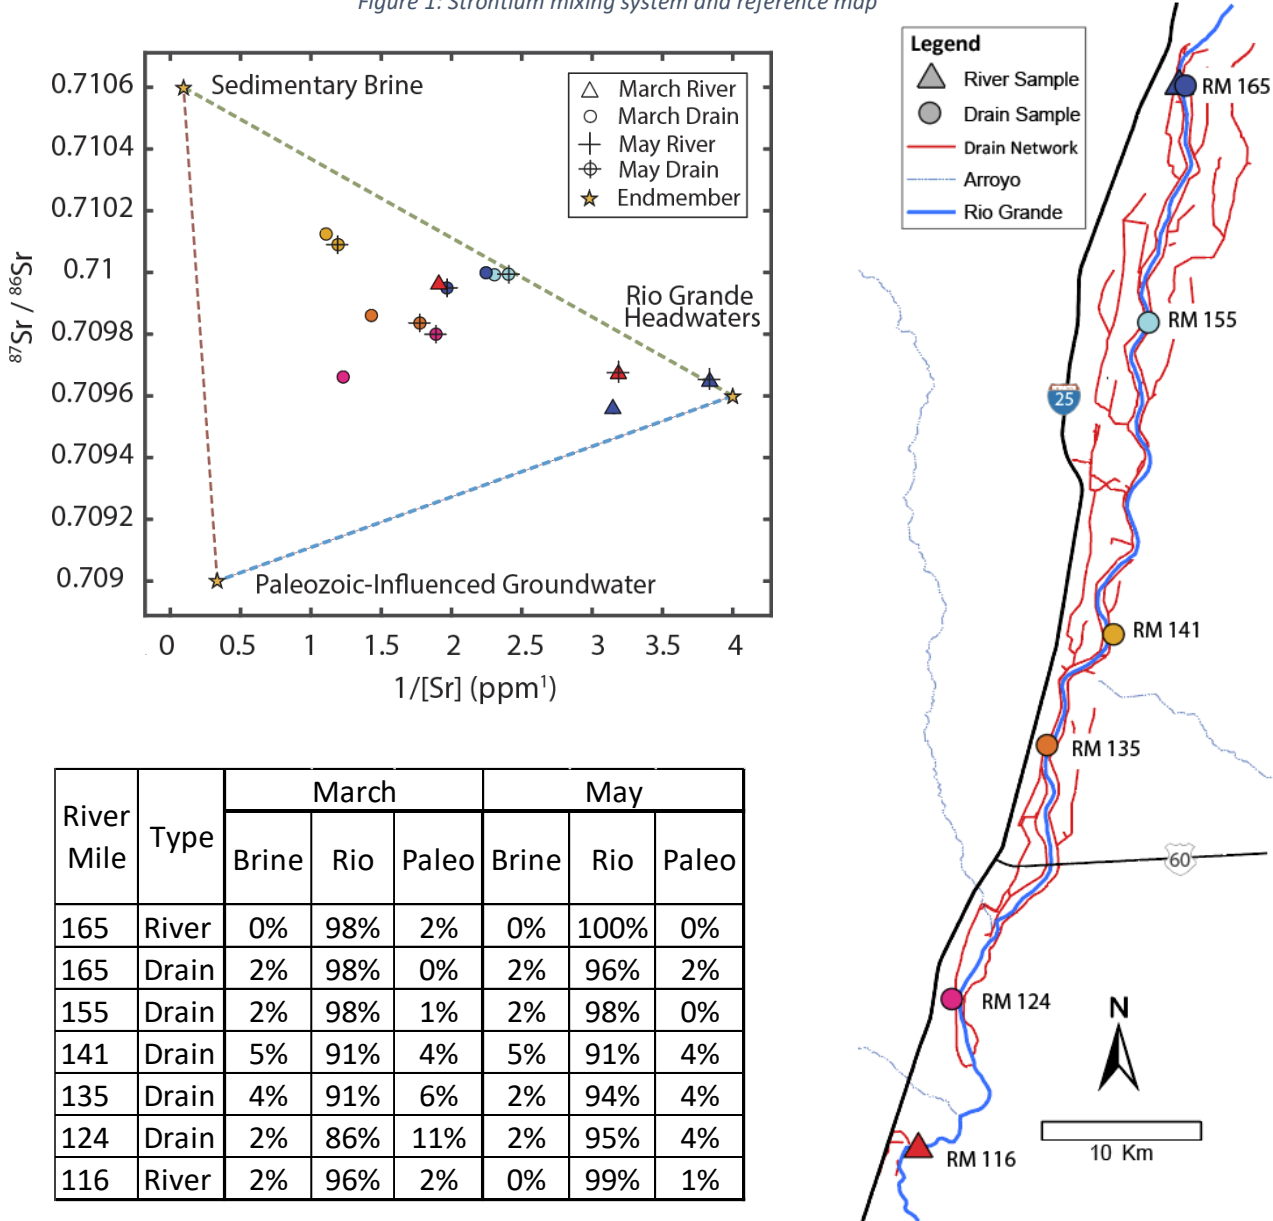 Figure 1: Strontium mixing system and reference map
0.7106
0.7104
0.7102
0.71
0.7098
0.7096
0.7094
0.7092
0.709
87Sr / 86Sr
Sedimentary Brine
March River
March Drain
May River
May Drain
Endmember
Rio Grande
Headwaters
Paleozoic-Influenced Groundwater
0 0.5 1 1.5 2 2.5 3 3.5 4
1/[Sr] (ppm1)
Legend
River Sample
Drain Sample
Drain Network
Arroyo
Rio Grande
RM 165
RM 155
25
RM 141
RM 135
60
RM 124
N
10 Km
RM 116
River Mile Type March May
Brine Rio Paleo Brine Rio Paleo
165 River 0% 98% 2% 0% 100% 0%
165 Drain 2% 98% 0% 2% 96% 2%
155 Drain 2% 98% 1% 2% 98% 0%
141 Drain 5% 91% 4% 5% 91% 4%
135 Drain 4% 91% 6% 2% 94% 4%
124 Drain 2% 86% 11% 2% 95% 4%
116 River 2% 96% 2% 0% 99% 1%